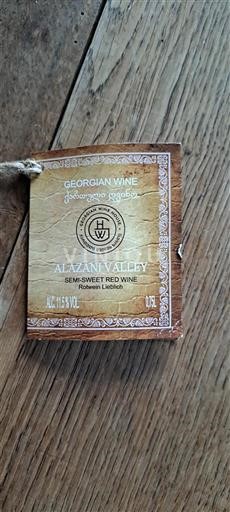 GEORGIAN WINE
ქართული ღვინო
ALAZANI VALLEY
SEMI-SWEET RED WINE
Rotwein Lieblich
ALC. 11.5 % VOL. 0.75L